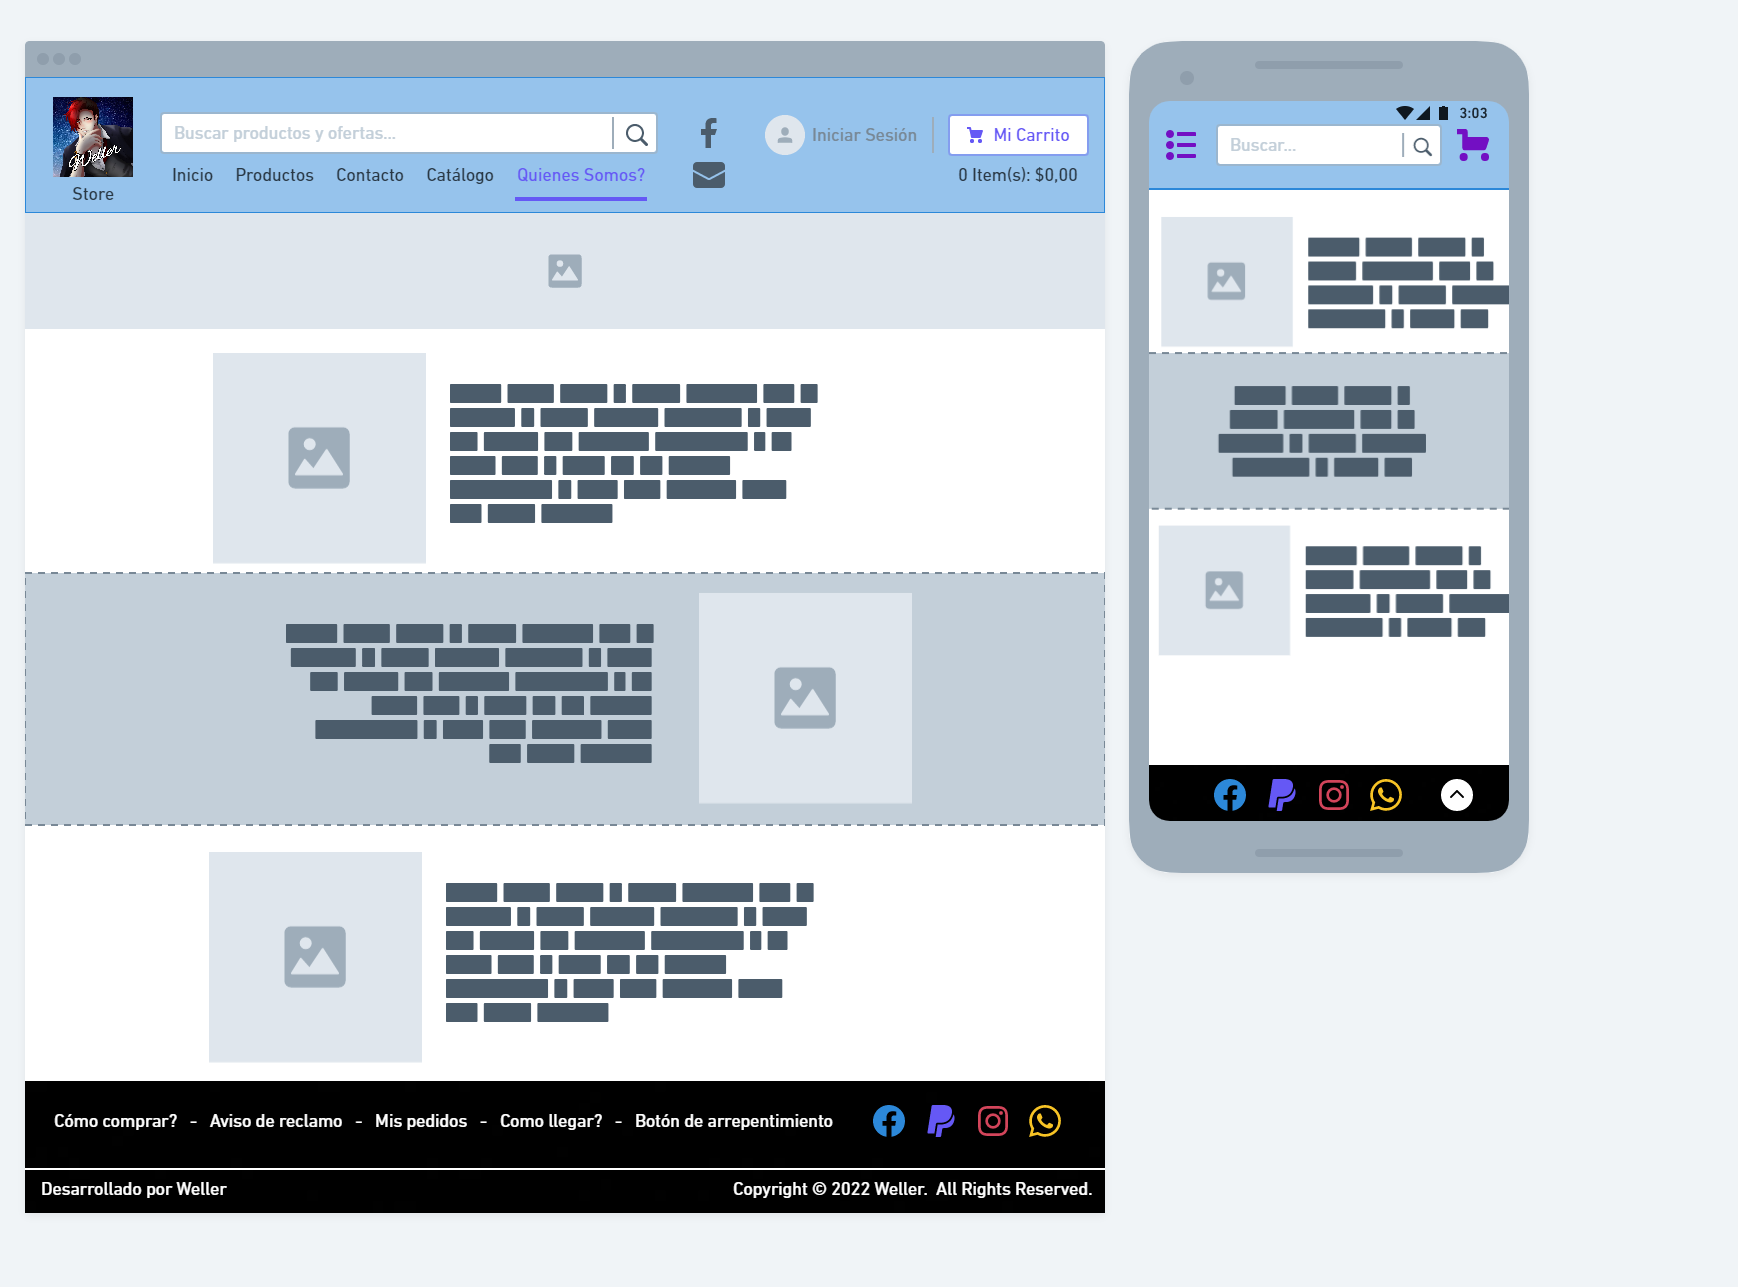 Weller
Store
Buscar productos y ofertas...
Inicio Productos Contacto Catálogo Quienes Somos?
Iniciar Sesión
Mi Carrito
0 Item(s): $0,00
Cómo comprar? - Aviso de reclamo - Mis pedidos - Como llegar? - Botón de arrepentimiento
Desarrollado por Weller
Copyright © 2022 Weller. All Rights Reserved.
3:03
Buscar...